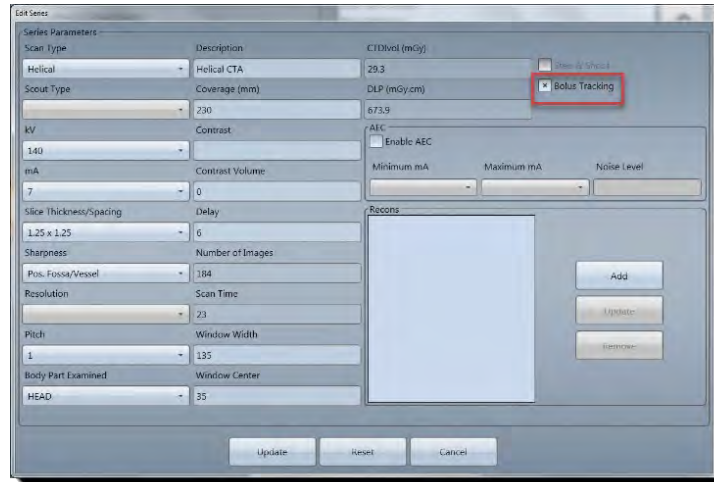 Edit Series
Series Parameters
Scan Type Description CTDIvol (mGy)
Helical Helical CTA 29.3 Step & Shoot
Scout Type Coverage (mm) DLP (mGy.cm) Bolus Tracking
230 673.9
kV Contrast AEC
140 Enable AEC
mA Contrast Volume Minimum mA Maximum mA Noise Level
7 0
Slice Thickness/Spacing Delay Recons
1.25 x 1.25 6
Sharpness Number of Images
Pos. Fossa/Vessel 184 Add
Resolution Scan Time
23 Update
Pitch Window Width
1 135 Remove
Body Part Examined Window Center
HEAD 35
Update Reset Cancel